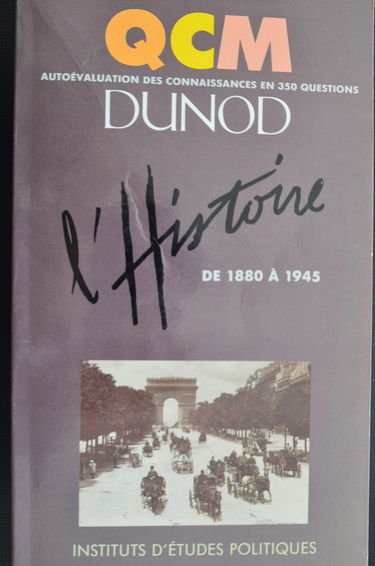 QCM
AUTOÉVALUATION DES CONNAISSANCES EN 350 QUESTIONS
DUNOD
l'Histoire
DE 1880 À 1945
INSTITUTS D'ÉTUDES POLITIQUES